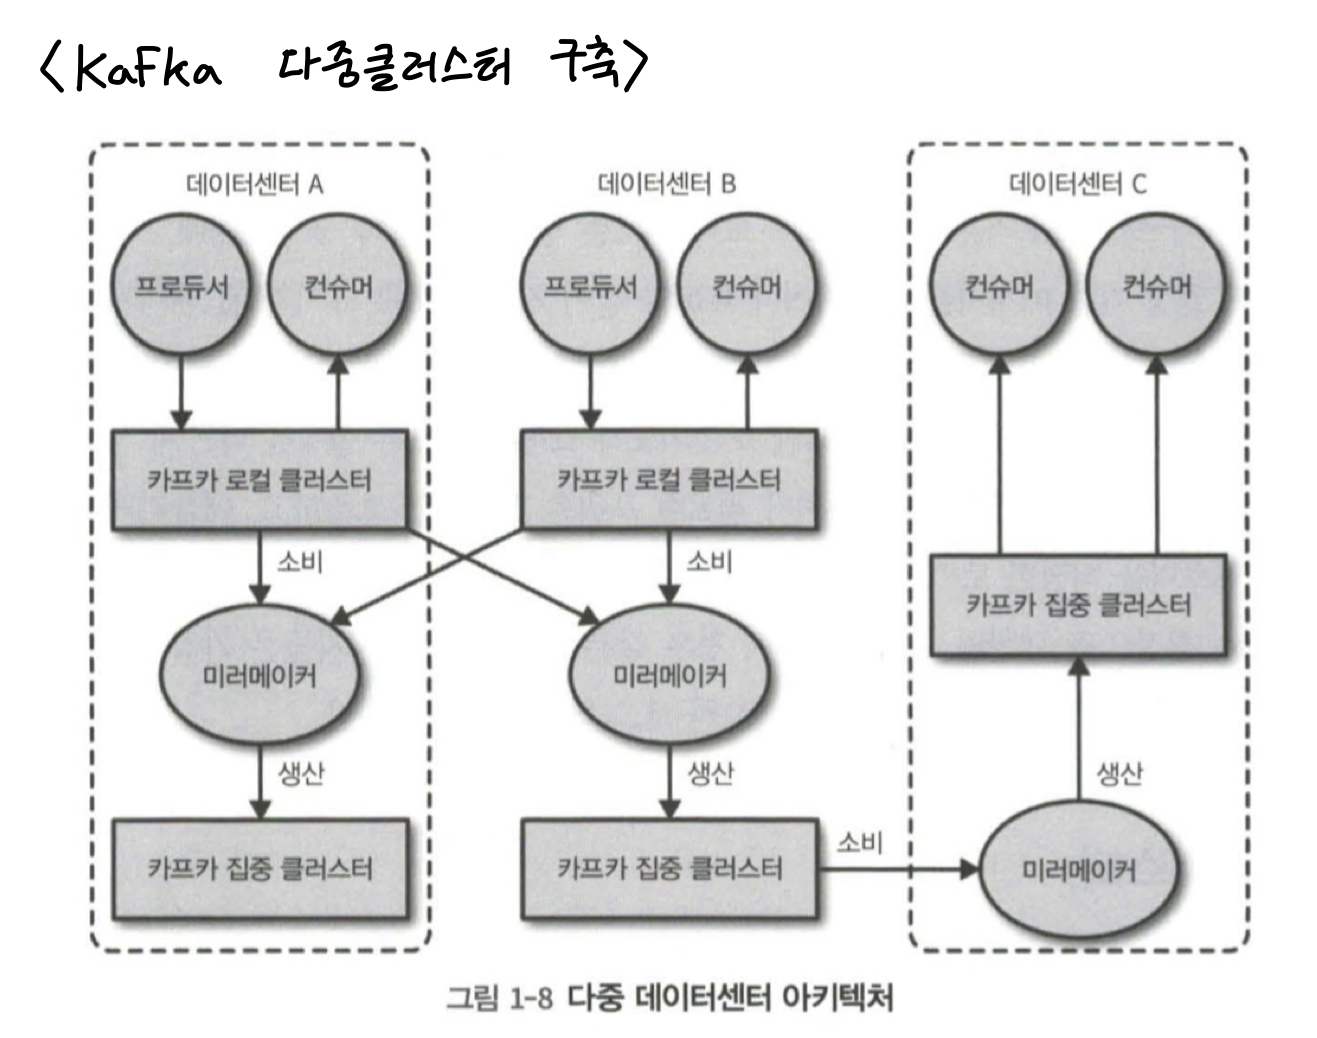 <Kafka 다중클러스터 구축>
데이터센터 A
데이터센터 B
데이터센터 C
프로듀서
컨슈머
프로듀서
컨슈머
컨슈머
컨슈머
카프카 로컬 클러스터
카프카 로컬 클러스터
소비
소비
카프카 집중 클러스터
미러메이커
미러메이커
생산
생산
생산
소비
카프카 집중 클러스터
카프카 집중 클러스터
미러메이커
그림 1-8 다중 데이터센터 아키텍처